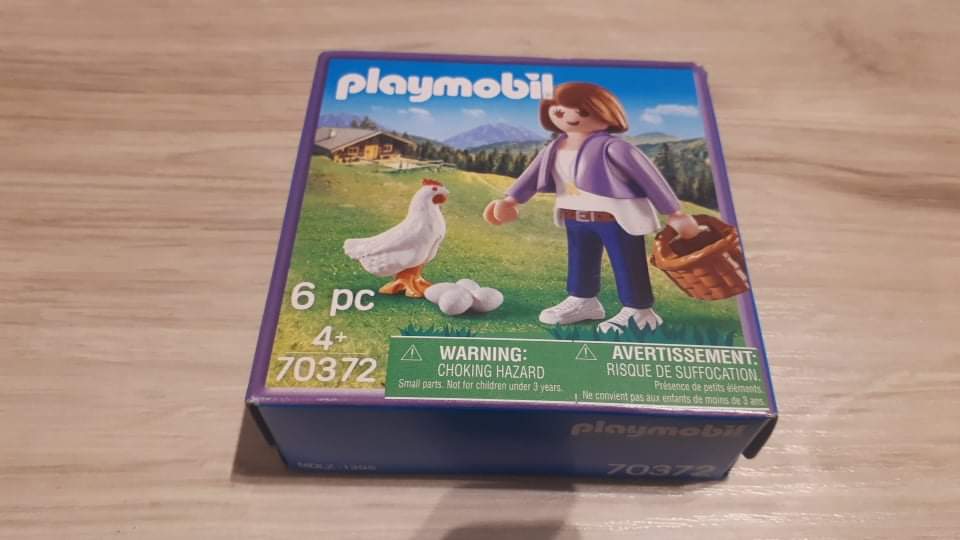 playmobil
6 pc
4+
70372
WARNING:
CHOKING HAZARD
Small parts. Not for children under 3 years.
AVERTISSEMENT:
RISQUE DE SUFFOCATION.
Présence de petits éléments.
Ne convient pas aux enfants de moins de 3 ans.
playmobil
70372